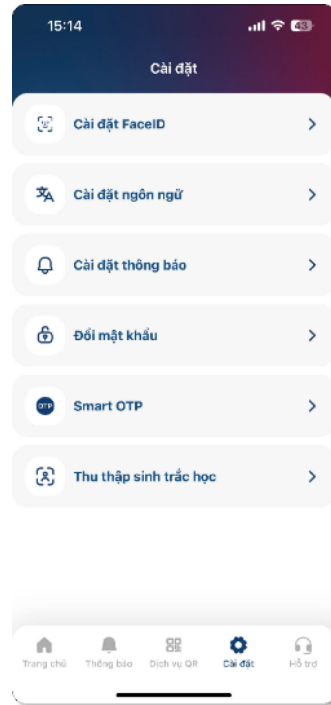 15:14
43
Cài đặt
Cài đặt FaceID
Cài đặt ngôn ngữ
Cài đặt thông báo
Đổi mật khẩu
OTP
Smart OTP
Thu thập sinh trắc học
Trang chủ
Thông báo
Dịch vụ QR
Cài đặt
Hỗ trợ